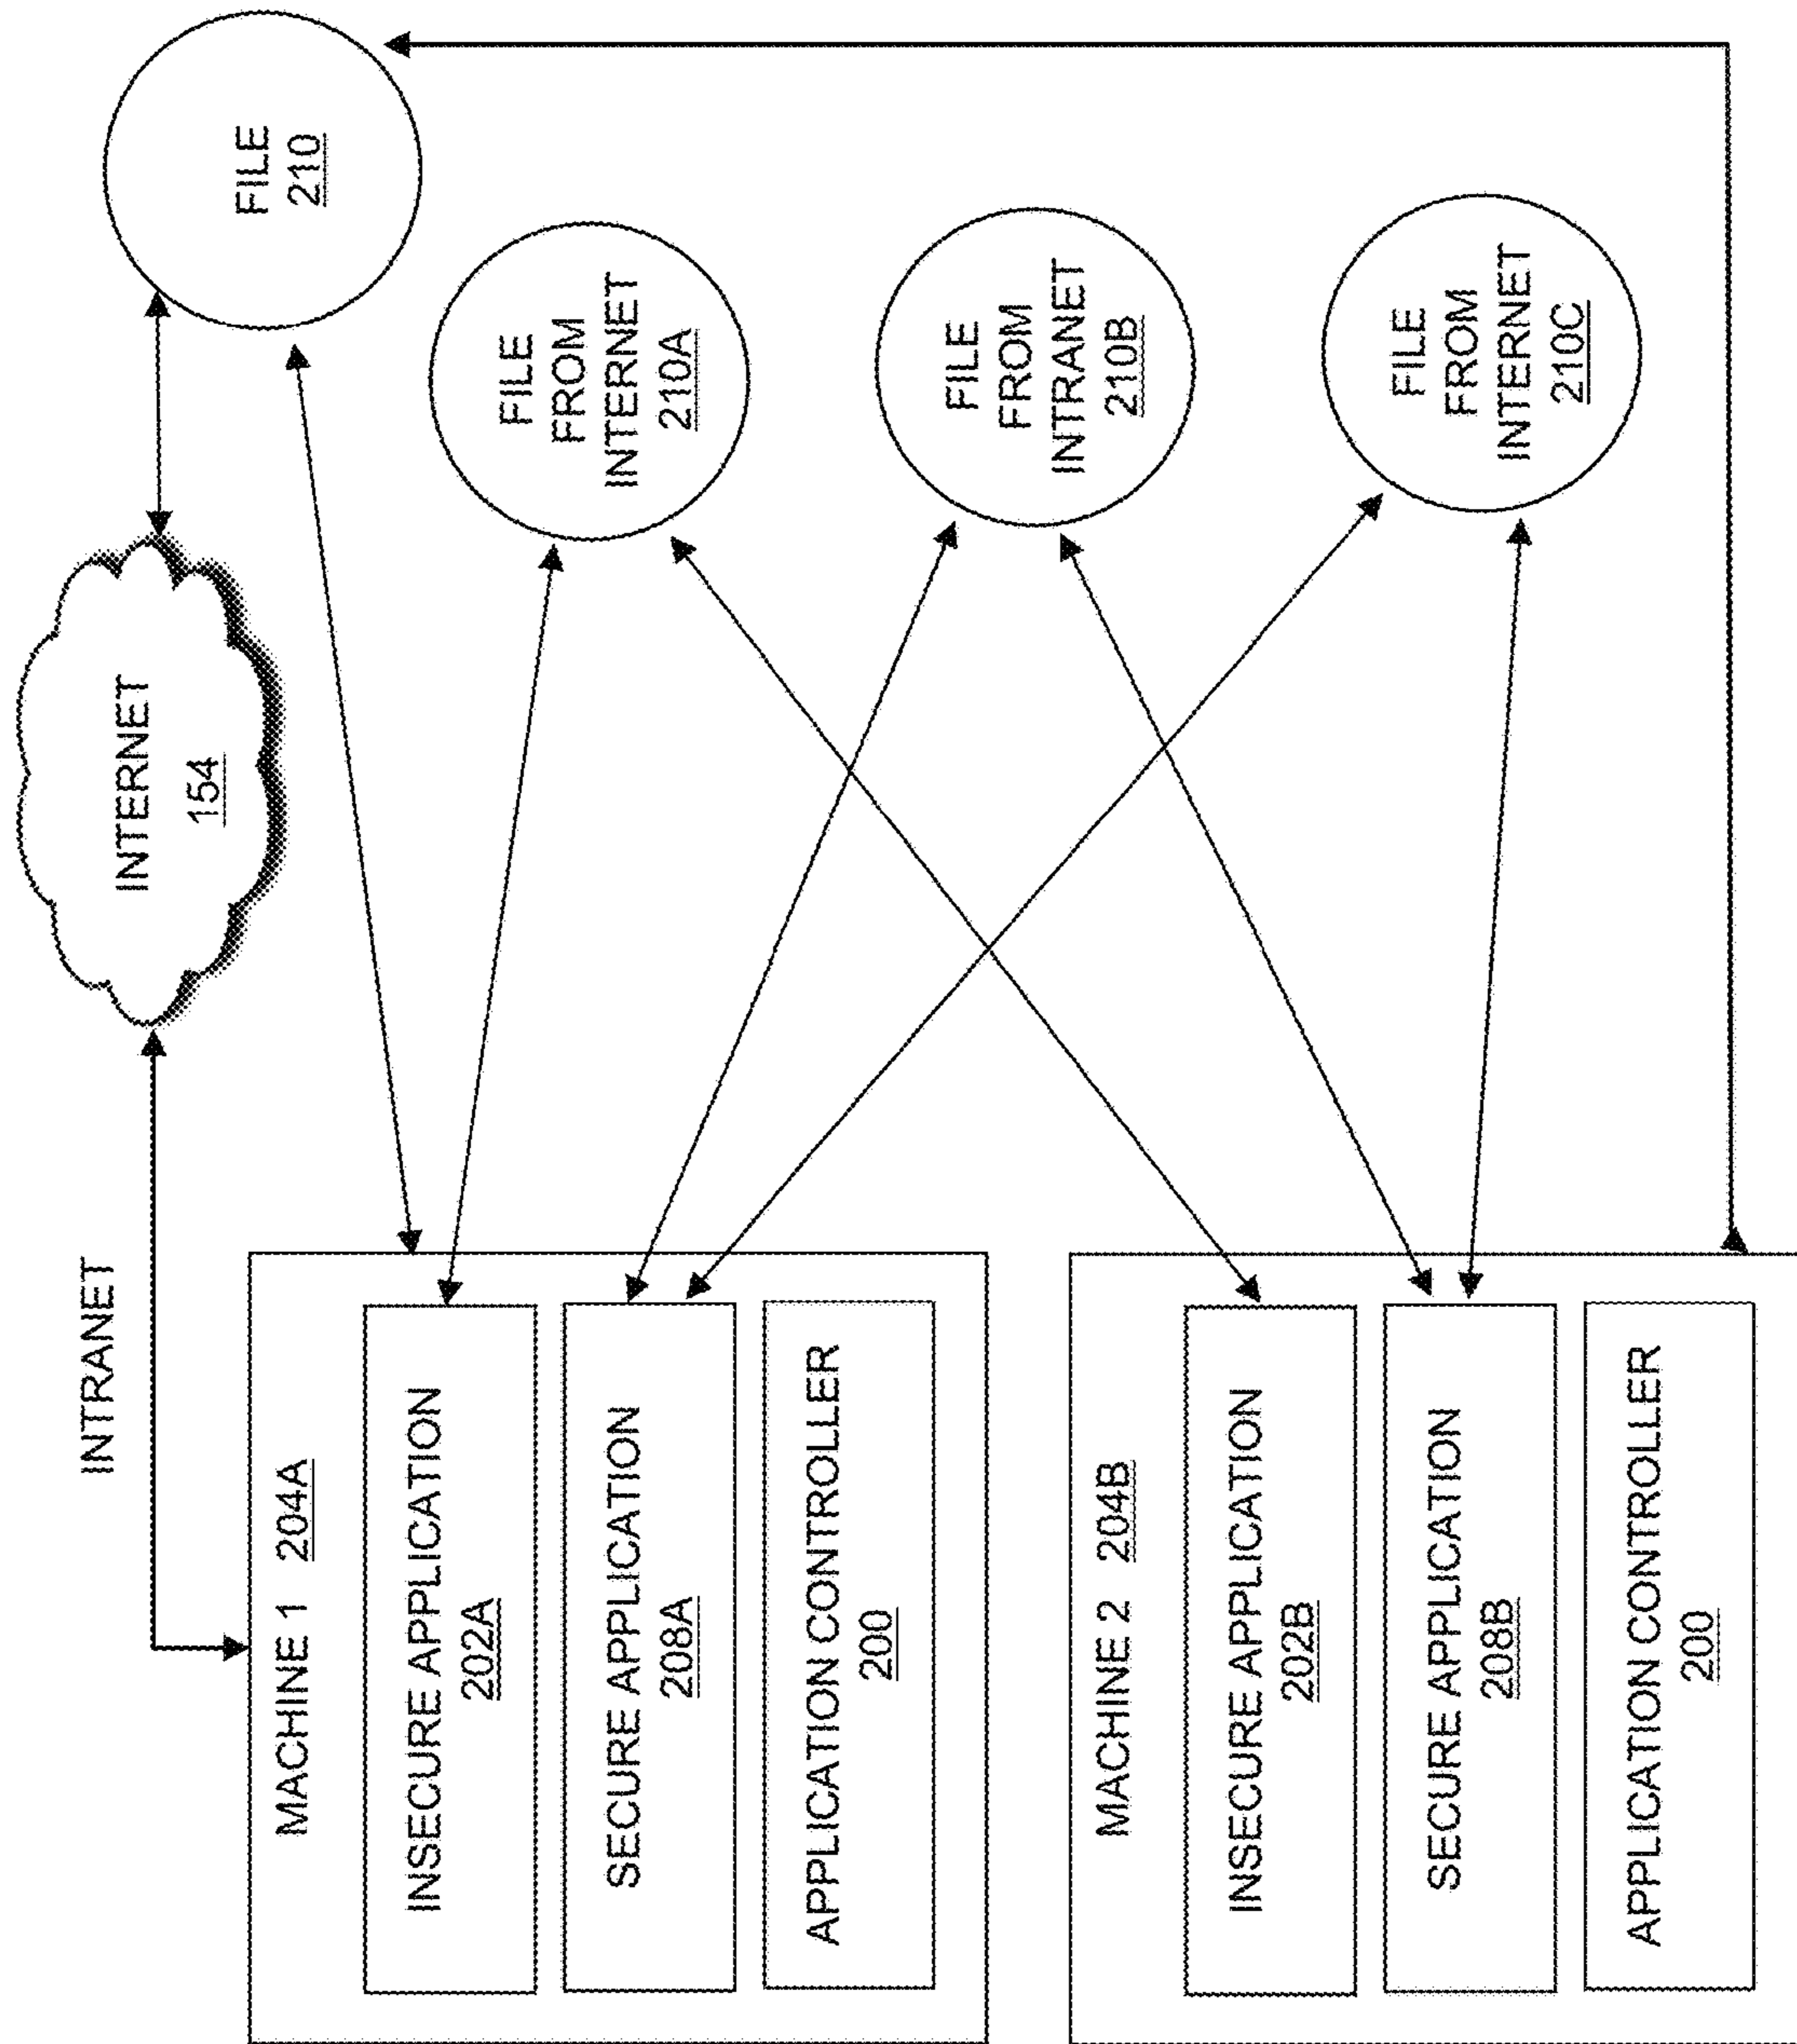 INTRANET
INTERNET
154
FILE
210
MACHINE 1 204A
INSECURE APPLICATION
202A
SECURE APPLICATION
208A
APPLICATION CONTROLLER
200
FILE
FROM
INTERNET
210A
FILE
FROM
INTRANET
210B
FILE
FROM
INTERNET
210C
MACHINE 2 204B
INSECURE APPLICATION
202B
SECURE APPLICATION
208B
APPLICATION CONTROLLER
200